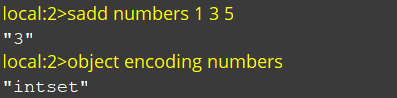 local:2>sadd numbers 1 3 5
"3"
local:2>object encoding numbers
"intset"